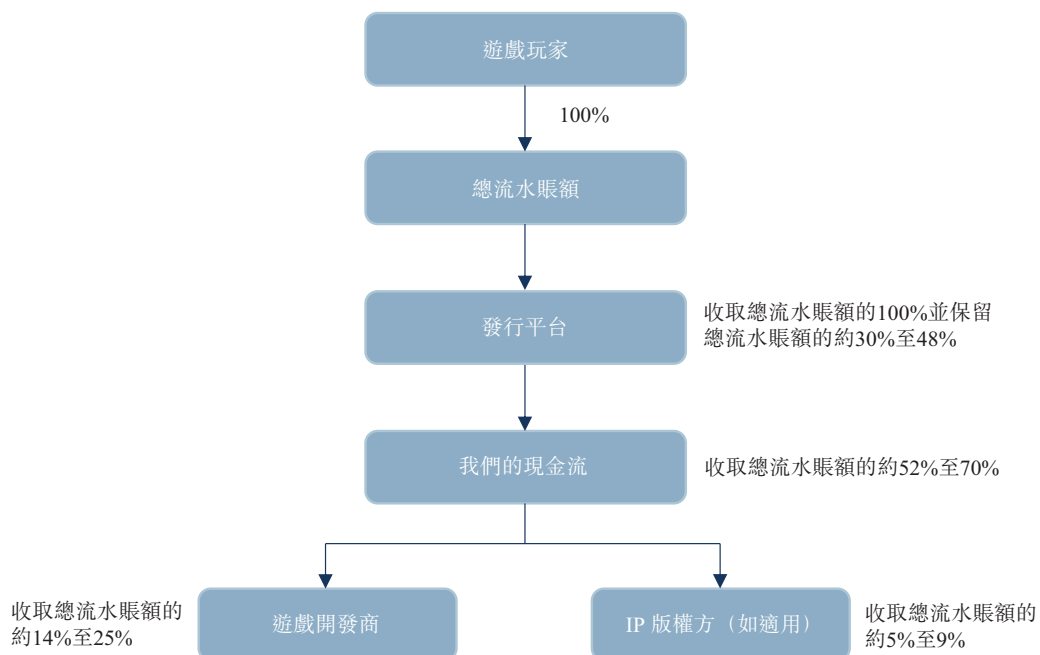 遊戲玩家
100%
總流水賬額
發行平台
收取總流水賬額的100%並保留
總流水賬額的約30%至48%
我們的現金流
收取總流水賬額的約52%至70%
收取總流水賬額的
約14%至25%
遊戲開發商
IP 版權方（如適用）
收取總流水賬額的
約5%至9%